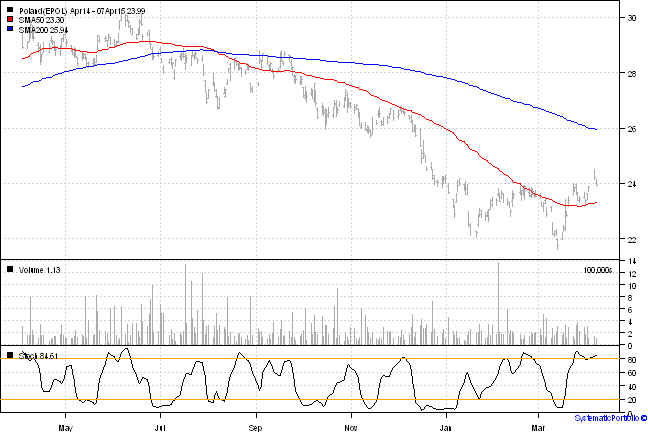 Poland(EPOL) Apr14 - 07Apr15 23.99
SMA50 23.30
SMA200 25.94
30
28
26
24
22
Volume 1.13
100,000s
14
12
10
8
6
4
2
0
Stoch 84.61
80
60
40
20
0
May
Jul
Sep
Nov
Jan
Mar
SystematicPortfolio ©